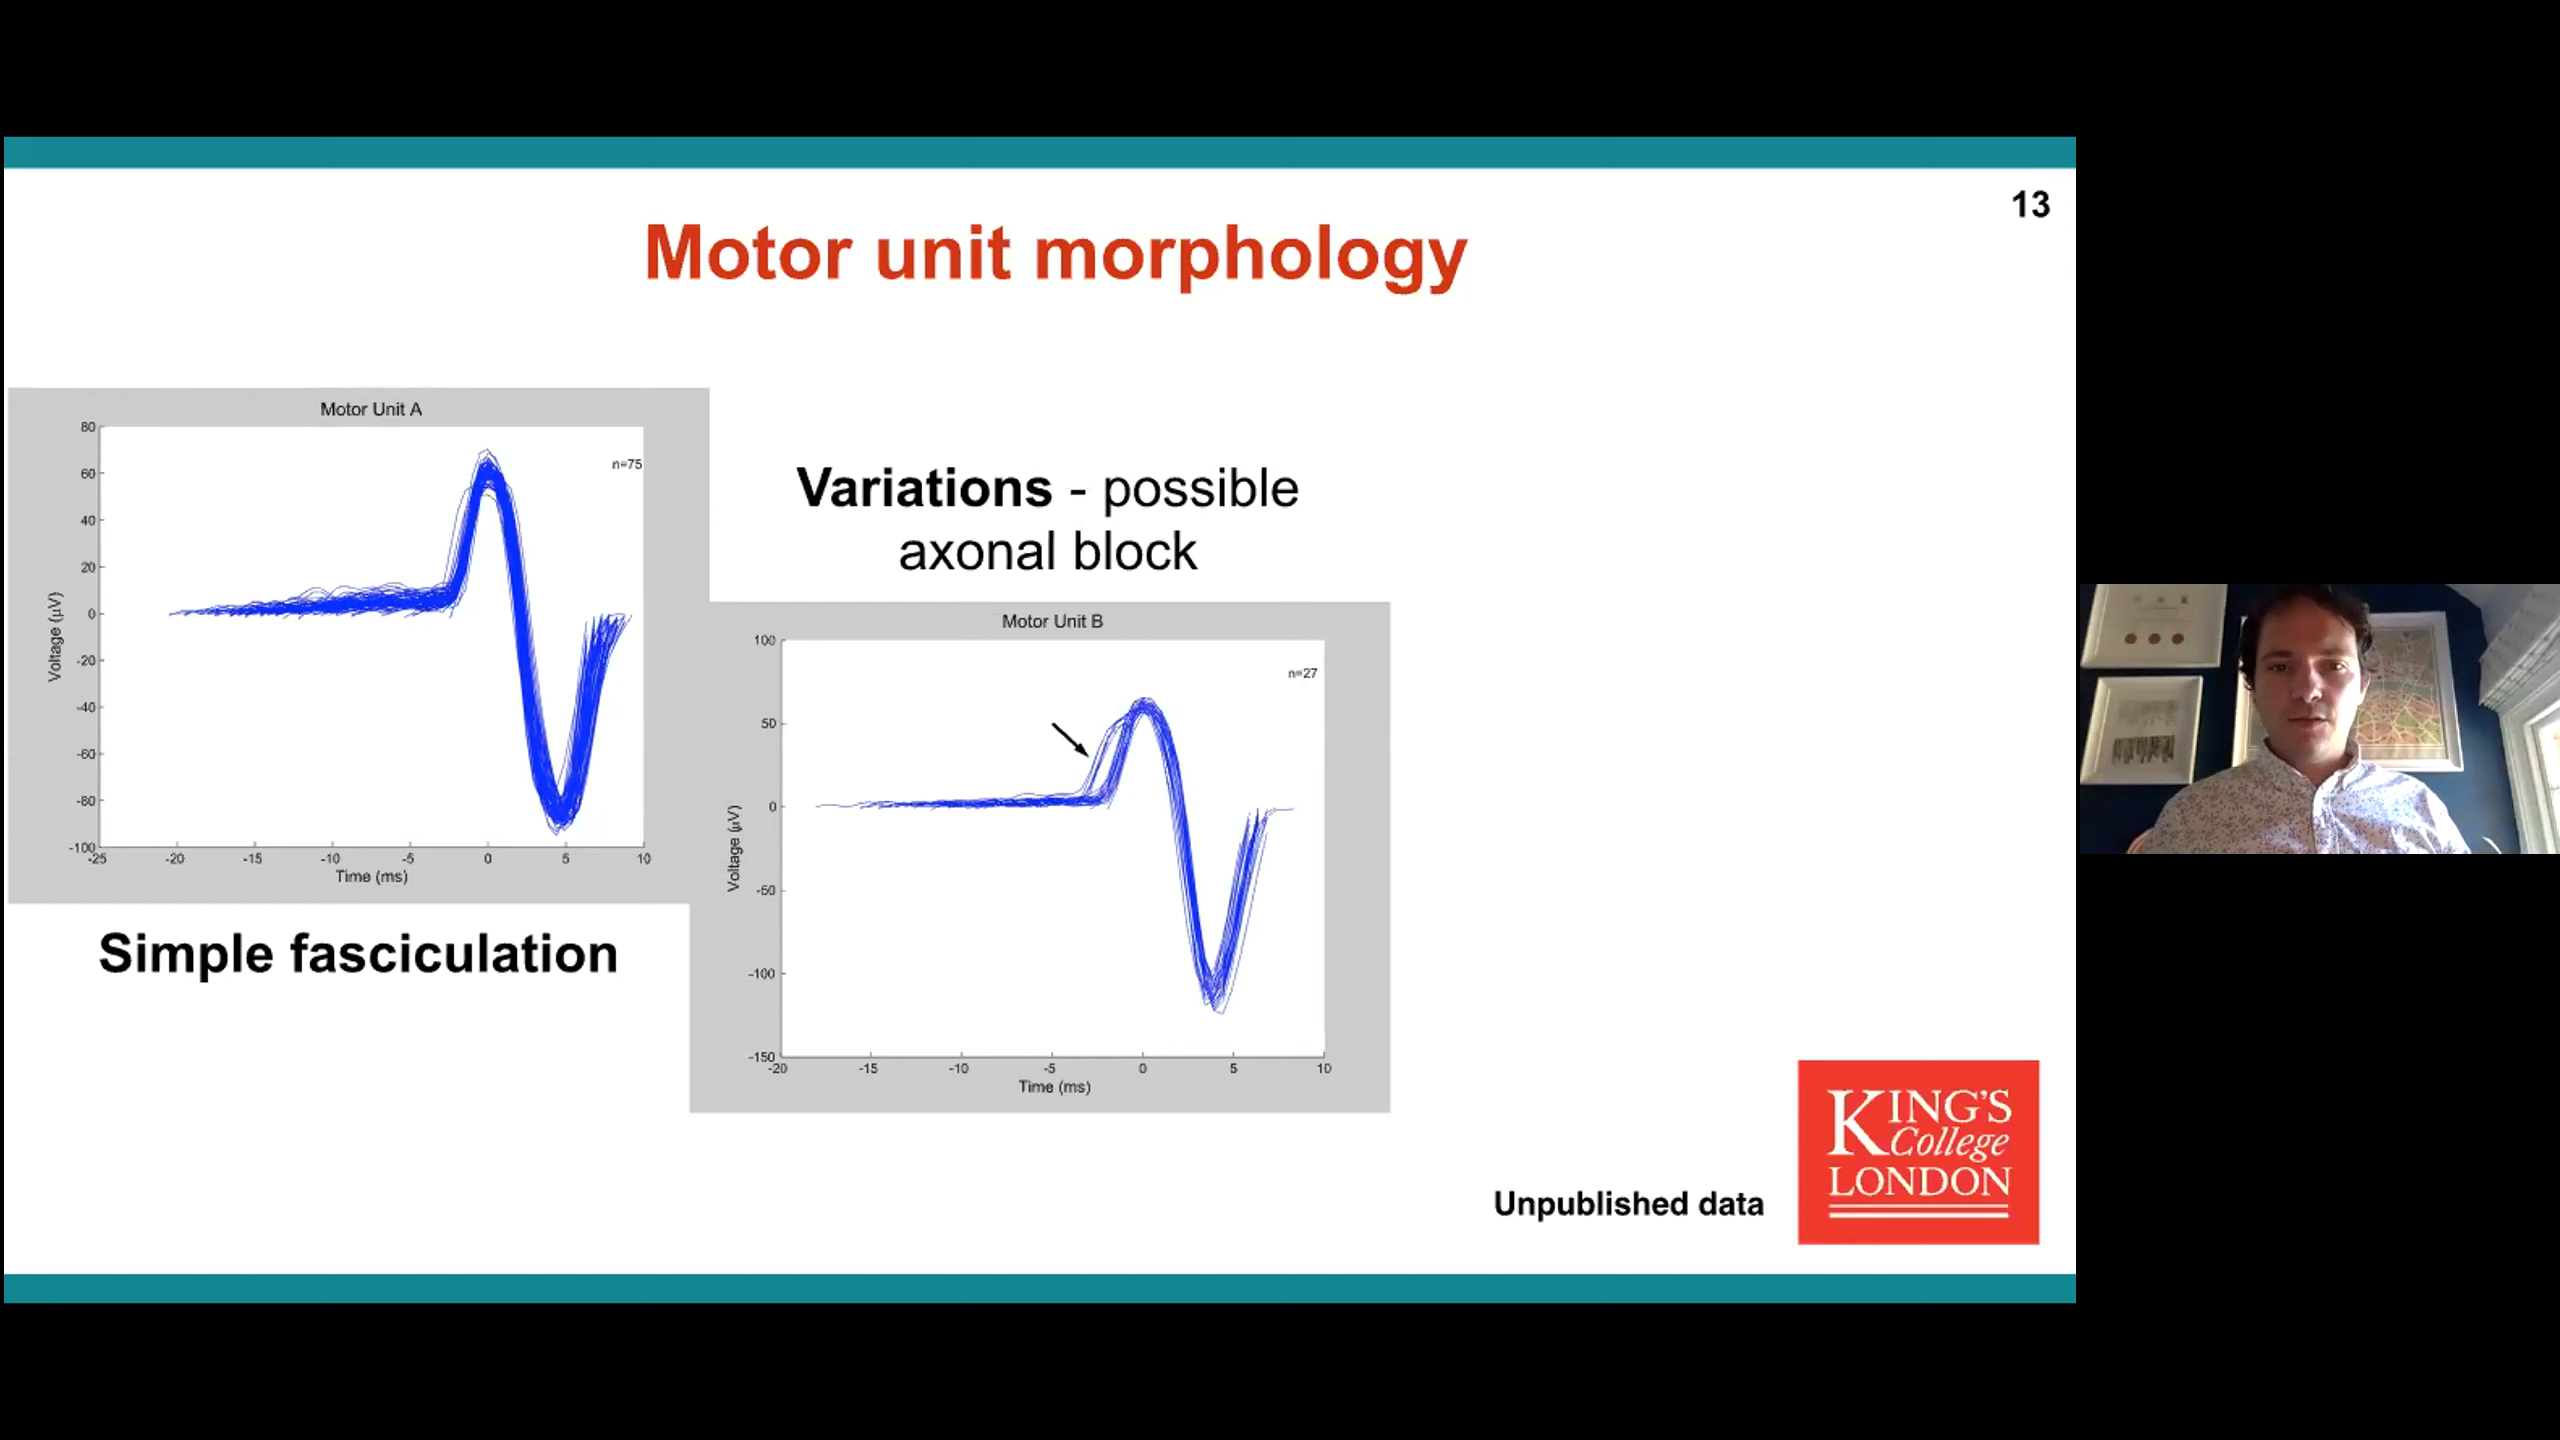 13
Motor unit morphology
Motor Unit A
n=75
80
60
40
20
0
-20
-40
-60
-80
-100
Voltage (µV)
-25 -20 -15 -10 -5 0 5 10
Time (ms)
Simple fasciculation
Variations - possible
axonal block
Motor Unit B
n=27
100
50
0
-50
-100
-150
Voltage (µV)
-20 -15 -10 -5 0 5 10
Time (ms)
Unpublished data
KING'S
College
LONDON